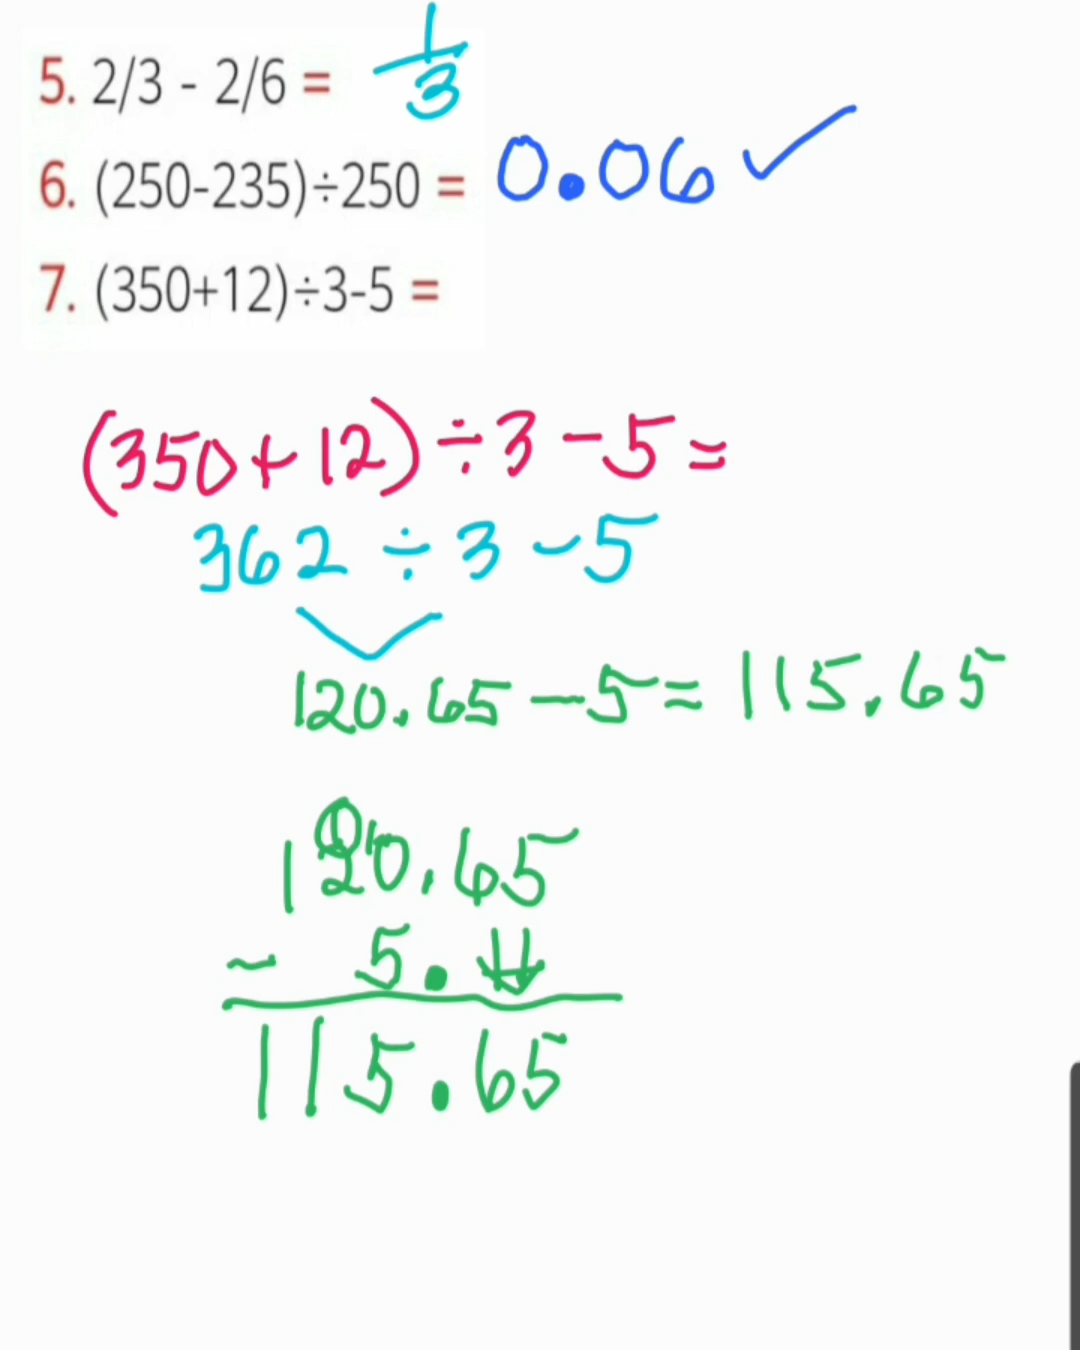 5. 2/3 - 2/6 = 1/3
6. (250-235)÷250 = 0.06 ✓
7. (350+12)÷3-5 =
(350+12)÷3-5=
362÷3-5
120.65-5=115.65
1
120.65
- 5.
115.65